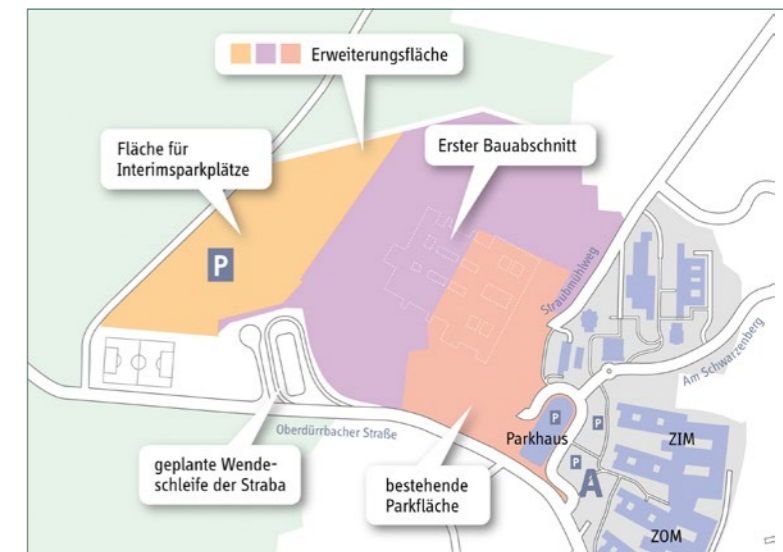 Erweiterungsfläche
Fläche für
Interimsparkplätze
Erster Bauabschnitt
P
Straubmühlweg
Am Schwarzenberg
Oberdürrbacher Straße
P
Parkhaus
P
P
A
ZIM
ZOM
geplante Wende-
schleife der Straba
bestehende
Parkfläche